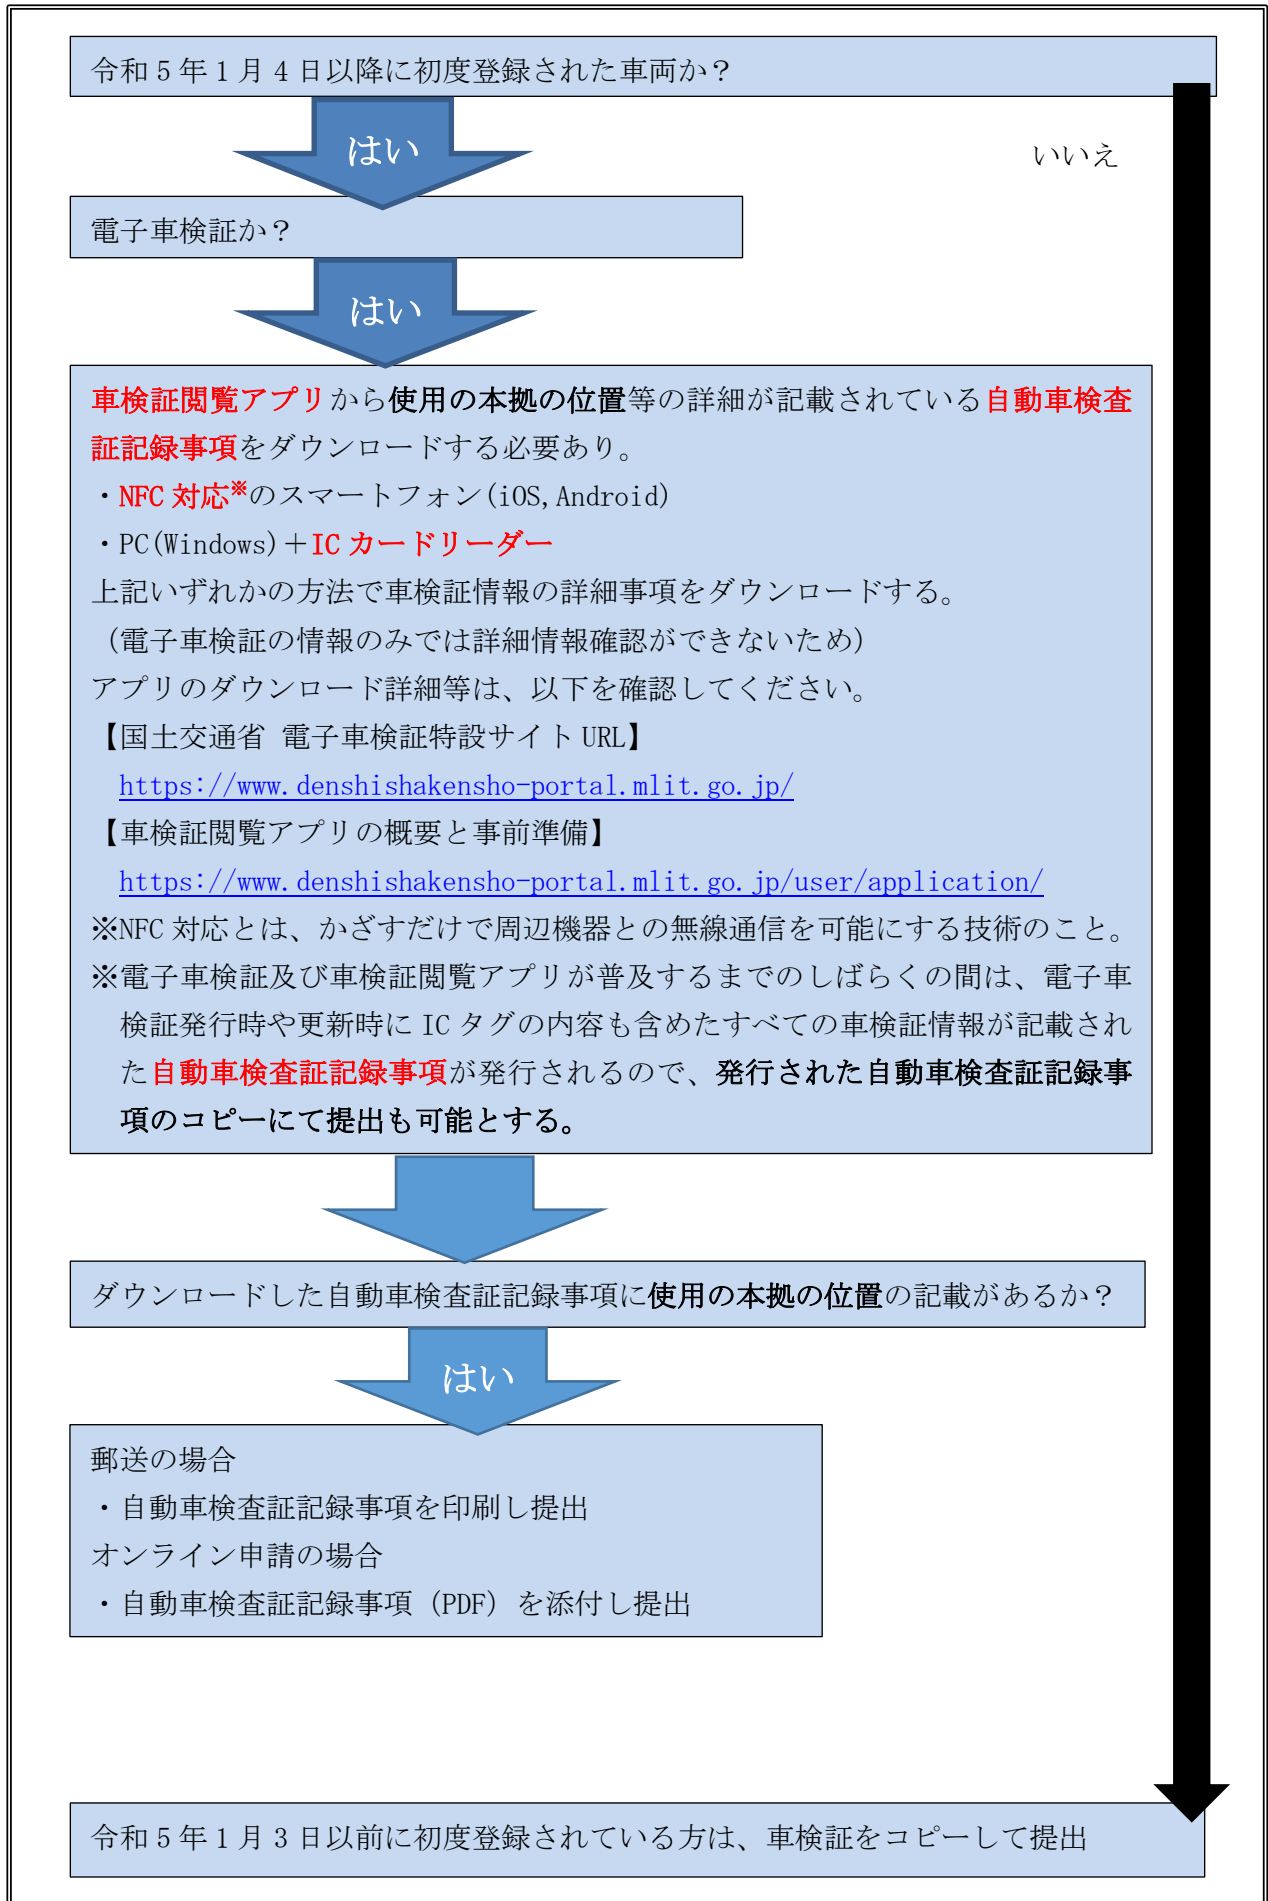 令和5年1月4日以降に初度登録された車両か？
はい
いいえ
電子車検証か？
はい
車検証閲覧アプリから使用の本拠の位置等の詳細が記載されている自動車検査
証記録事項をダウンロードする必要あり。
・NFC対応※のスマートフォン(iOS,Android)
・PC(Windows)＋ICカードリーダー
上記いずれかの方法で車検証情報の詳細事項をダウンロードする。
（電子車検証の情報のみでは詳細情報確認ができないため）
アプリのダウンロード詳細等は、以下を確認してください。
【国土交通省 電子車検証特設サイトURL】
https://www.denshishakensho-portal.mlit.go.jp/
【車検証閲覧アプリの概要と事前準備】
https://www.denshishakensho-portal.mlit.go.jp/user/application/
※NFC対応とは、かざすだけで周辺機器との無線通信を可能にする技術のこと。
※電子車検証及び車検証閲覧アプリが普及するまでのしばらくの間は、電子車
検証発行時や更新時にICタグの内容も含めたすべての車検証情報が記載され
た自動車検査証記録事項が発行されるので、発行された自動車検査証記録事
項のコピーにて提出も可能とする。
ダウンロードした自動車検査証記録事項に使用の本拠の位置の記載があるか？
はい
郵送の場合
・自動車検査証記録事項を印刷し提出
オンライン申請の場合
・自動車検査証記録事項（PDF）を添付し提出
令和5年1月3日以前に初度登録されている方は、車検証をコピーして提出